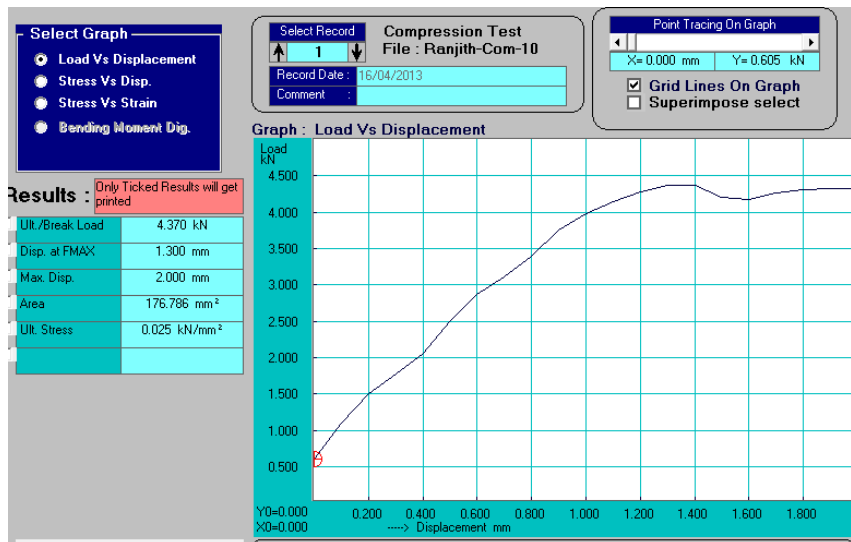 Select Graph
Load Vs Displacement
Stress Vs Disp.
Stress Vs Strain
Bending Moment Dig.
Select Record
1
Compression Test
File : Ranjith-Com-10
Record Date : 16/04/2013
Comment :
Point Tracing On Graph
X= 0.000 mm Y= 0.605 kN
Grid Lines On Graph
Superimpose select
Results : Only Ticked Results will get
printed
Ult./Break Load 4.370 kN
Disp. at FMAX 1.300 mm
Max. Disp. 2.000 mm
Area 176.786 mm²
Ult. Stress 0.025 kN/mm²
Graph : Load Vs Displacement
Load
kN
4.500
4.000
3.500
3.000
2.500
2.000
1.500
1.000
0.500
Y0=0.000
X0=0.000
0.200 0.400 0.600 0.800 1.000 1.200 1.400 1.600 1.800
----> Displacement mm